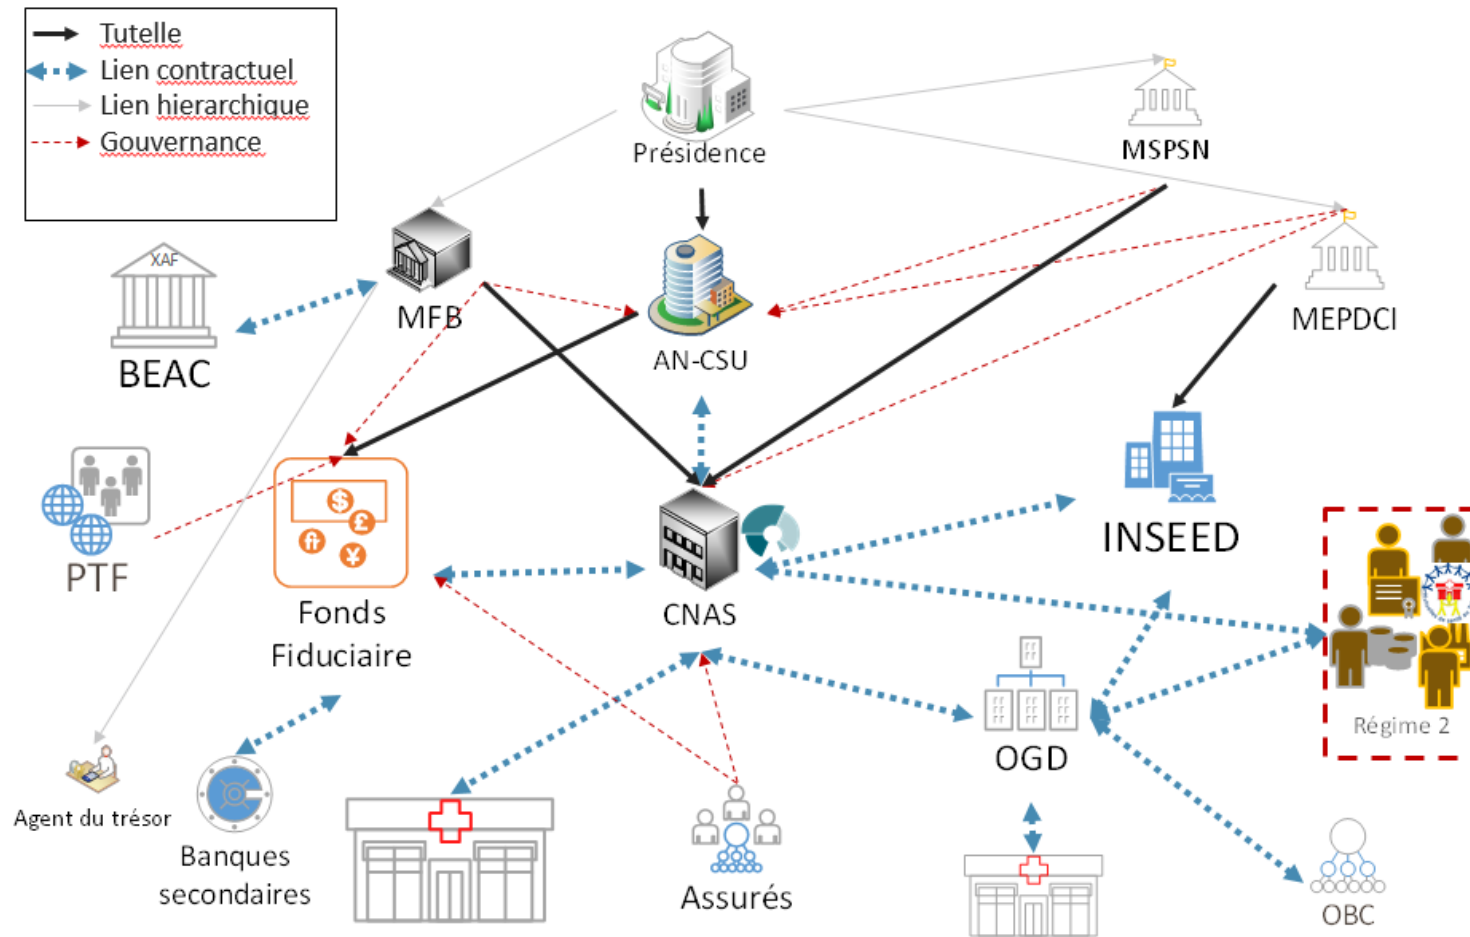 Tutelle
Lien contractuel
Lien hierarchique
Gouvernance
Présidence
MSPSN
XAF
BEAC
MFB
AN-CSU
MEPDCI
PTF
$
£
¥
Fonds
Fiduciaire
CNAS
INSEED
Régime 2
OGD
Agent du trésor
Banques
secondaires
Assurés
OBC